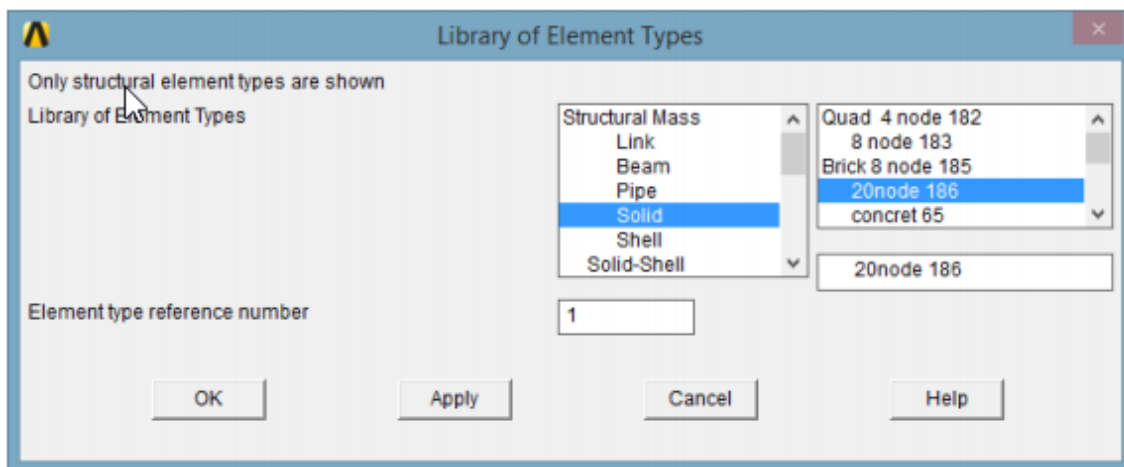 Library of Element Types
Only structural element types are shown
Library of Element Types
Structural Mass
Link
Beam
Pipe
Solid
Shell
Solid-Shell
Quad 4 node 182
8 node 183
Brick 8 node 185
20node 186
concret 65
20node 186
Element type reference number
1
OK
Apply
Cancel
Help